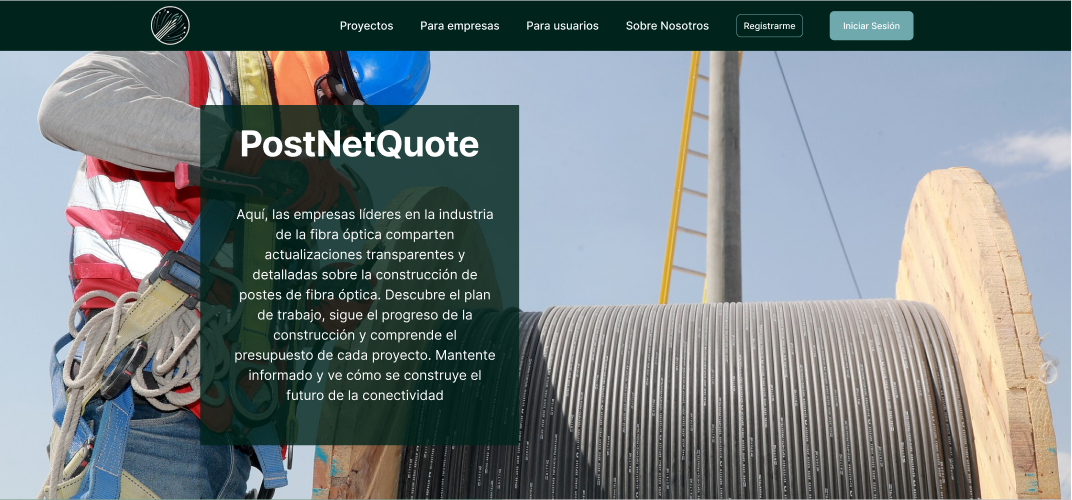 Proyectos Para empresas Para usuarios Sobre Nosotros Registrarme Iniciar Sesión
PostNetQuote
Aquí, las empresas líderes en la industria
de la fibra óptica comparten
actualizaciones transparentes y
detalladas sobre la construcción de
postes de fibra óptica. Descubre el plan
de trabajo, sigue el progreso de la
construcción y comprende el
presupuesto de cada proyecto. Mantente
informado y ve cómo se construye el
futuro de la conectividad